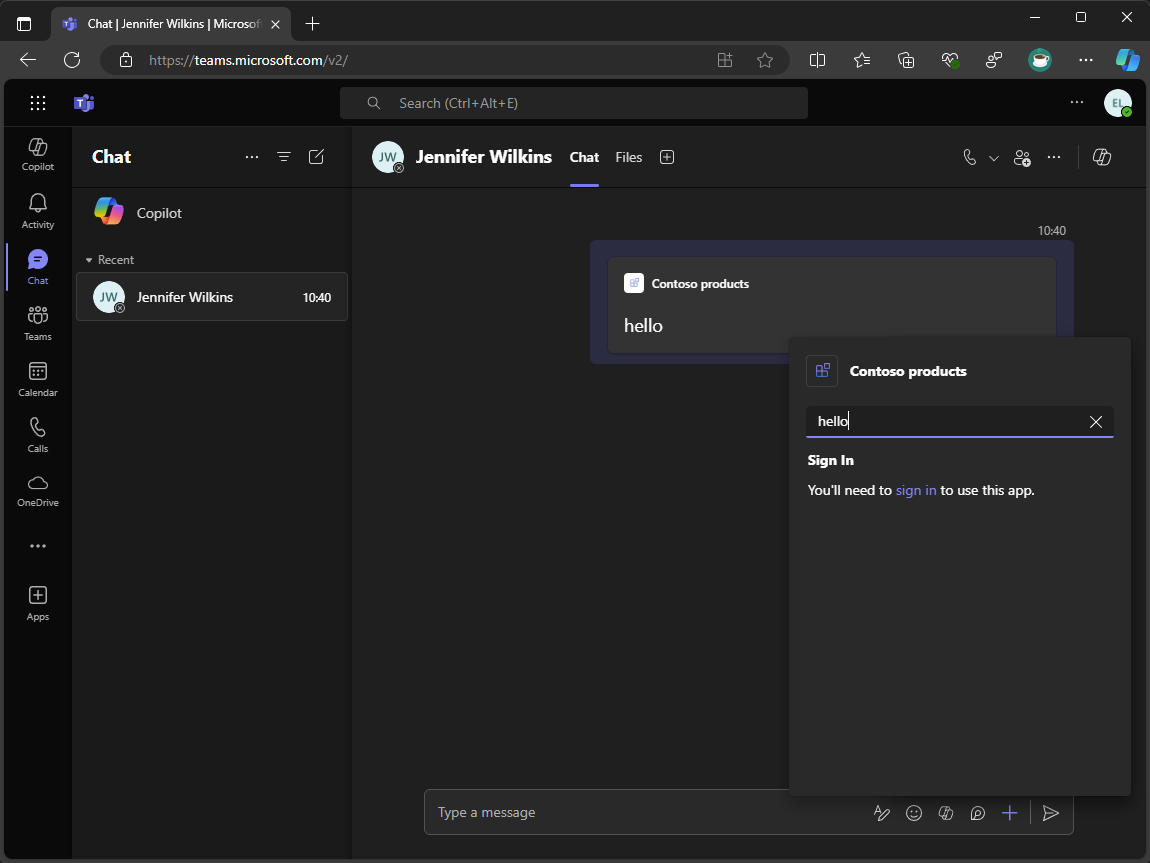 Chat | Jennifer Wilkins | Microsof
https://teams.microsoft.com/v2/
Search (Ctrl+Alt+E)
EL
Copilot
Activity
Chat
Teams
Calendar
Calls
OneDrive
Apps
Chat
Copilot
Recent
JW
Jennifer Wilkins
10:40
JW
Jennifer Wilkins
Chat
Files
10:40
Contoso products
hello
Contoso products
hello
Sign In
You'll need to sign in to use this app.
Type a message